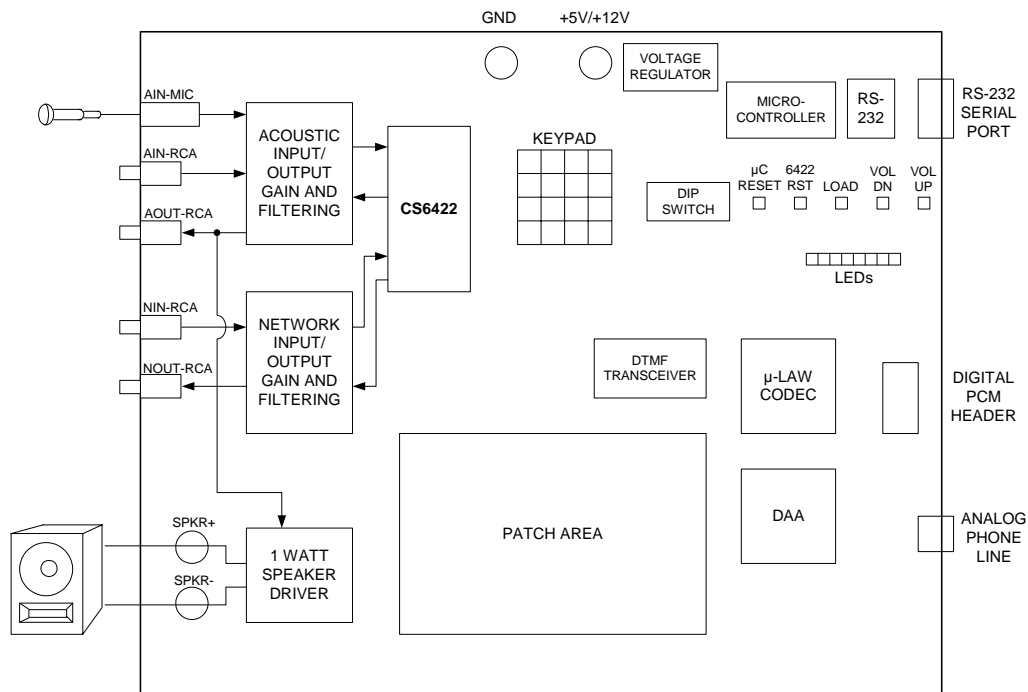 GND
+5V/+12V
VOLTAGE
REGULATOR
AIN-MIC
MICRO-
CONTROLLER
RS-
232
RS-232
SERIAL
PORT
ACOUSTIC
INPUT/
OUTPUT
GAIN AND
FILTERING
AIN-RCA
AOUT-RCA
CS6422
KEYPAD
DIP
SWITCH
µC
RESET
6422
RST
LOAD
VOL
DN
VOL
UP
LEDs
NIN-RCA
NOUT-RCA
NETWORK
INPUT/
OUTPUT
GAIN AND
FILTERING
DTMF
TRANSCEIVER
µ-LAW
CODEC
DIGITAL
PCM
HEADER
SPKR+
SPKR-
1 WATT
SPEAKER
DRIVER
PATCH AREA
DAA
ANALOG
PHONE
LINE